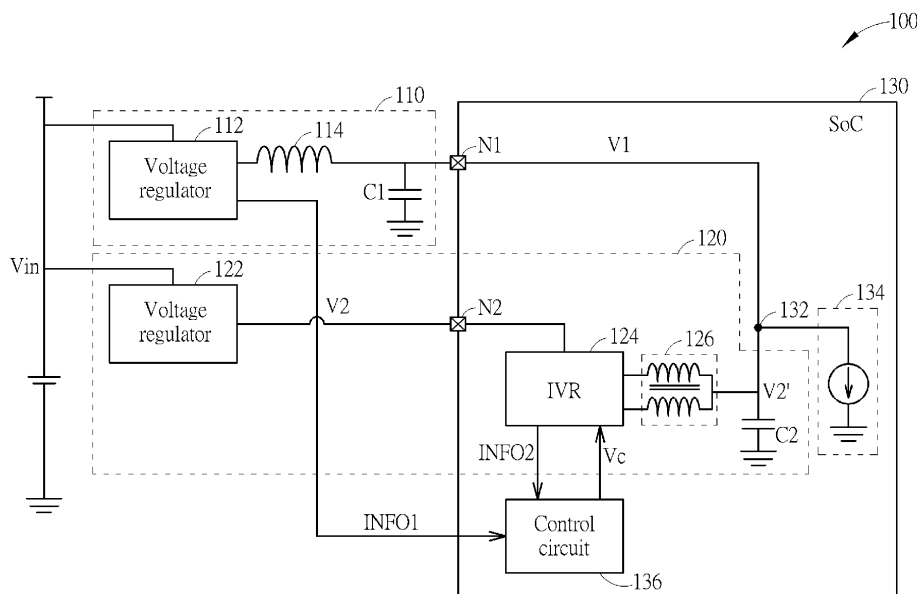 100
110
130
SoC
112
114
N1
V1
Voltage
regulator
C1
120
Vin
122
Voltage
regulator
V2
N2
132
134
124
126
IVR
V2'
C2
INFO2
Vc
INFO1
Control
circuit
136